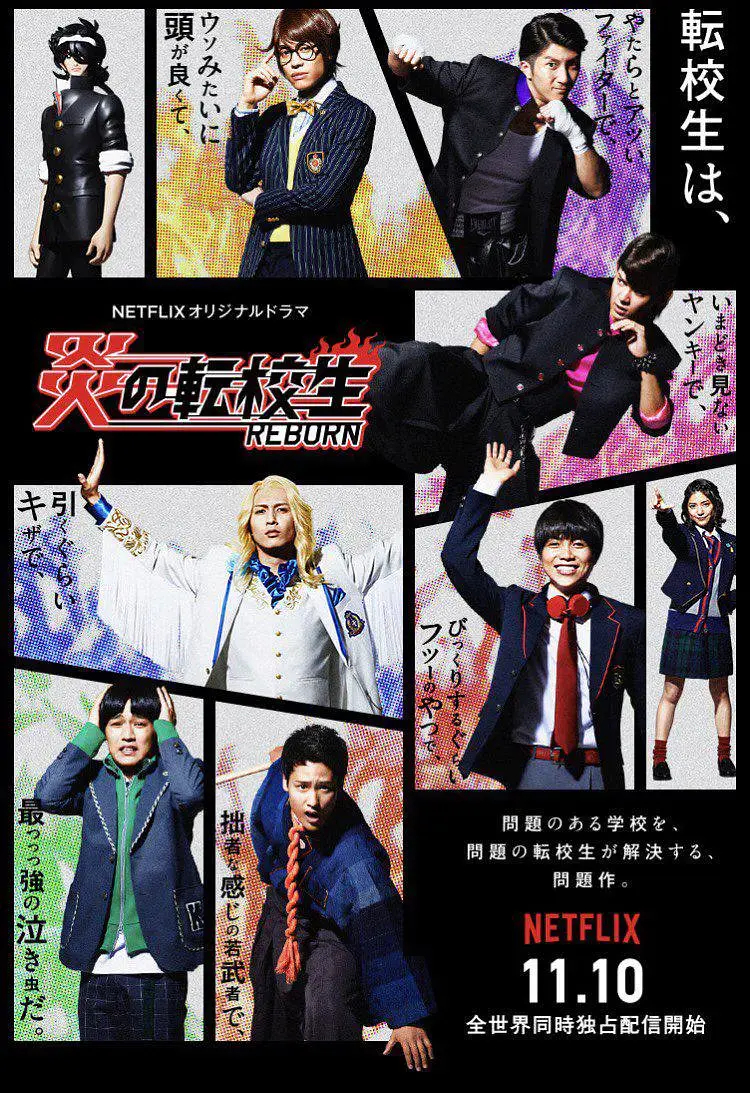 転校生は、
やたらとアツい
ファイターで、
ウソみたいに
頭が良くて、
NETFLIXオリジナルドラマ
炎の転校生
REBORN
いまどき見ない
ヤンキーで、
引くぐらい
キザで、
びっくりするぐらい
フツーのやつで、
拙者な感じの若武者で、
最っっっ強の泣き虫だ。
問題のある学校を、
問題の転校生が解決する、
問題作。
NETFLIX
11.10
全世界同時独占配信開始